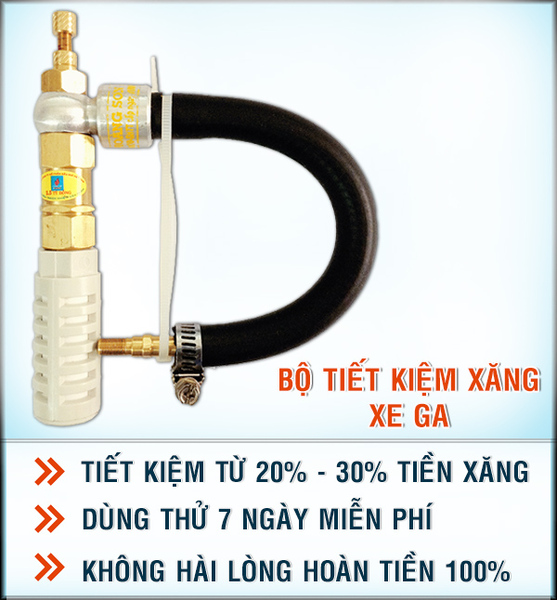 BỘ TIẾT KIỆM XĂNG
XE GA
TIẾT KIỆM TỪ 20% - 30% TIỀN XĂNG
DÙNG THỬ 7 NGÀY MIỄN PHÍ
KHÔNG HÀI LÒNG HOÀN TIỀN 100%